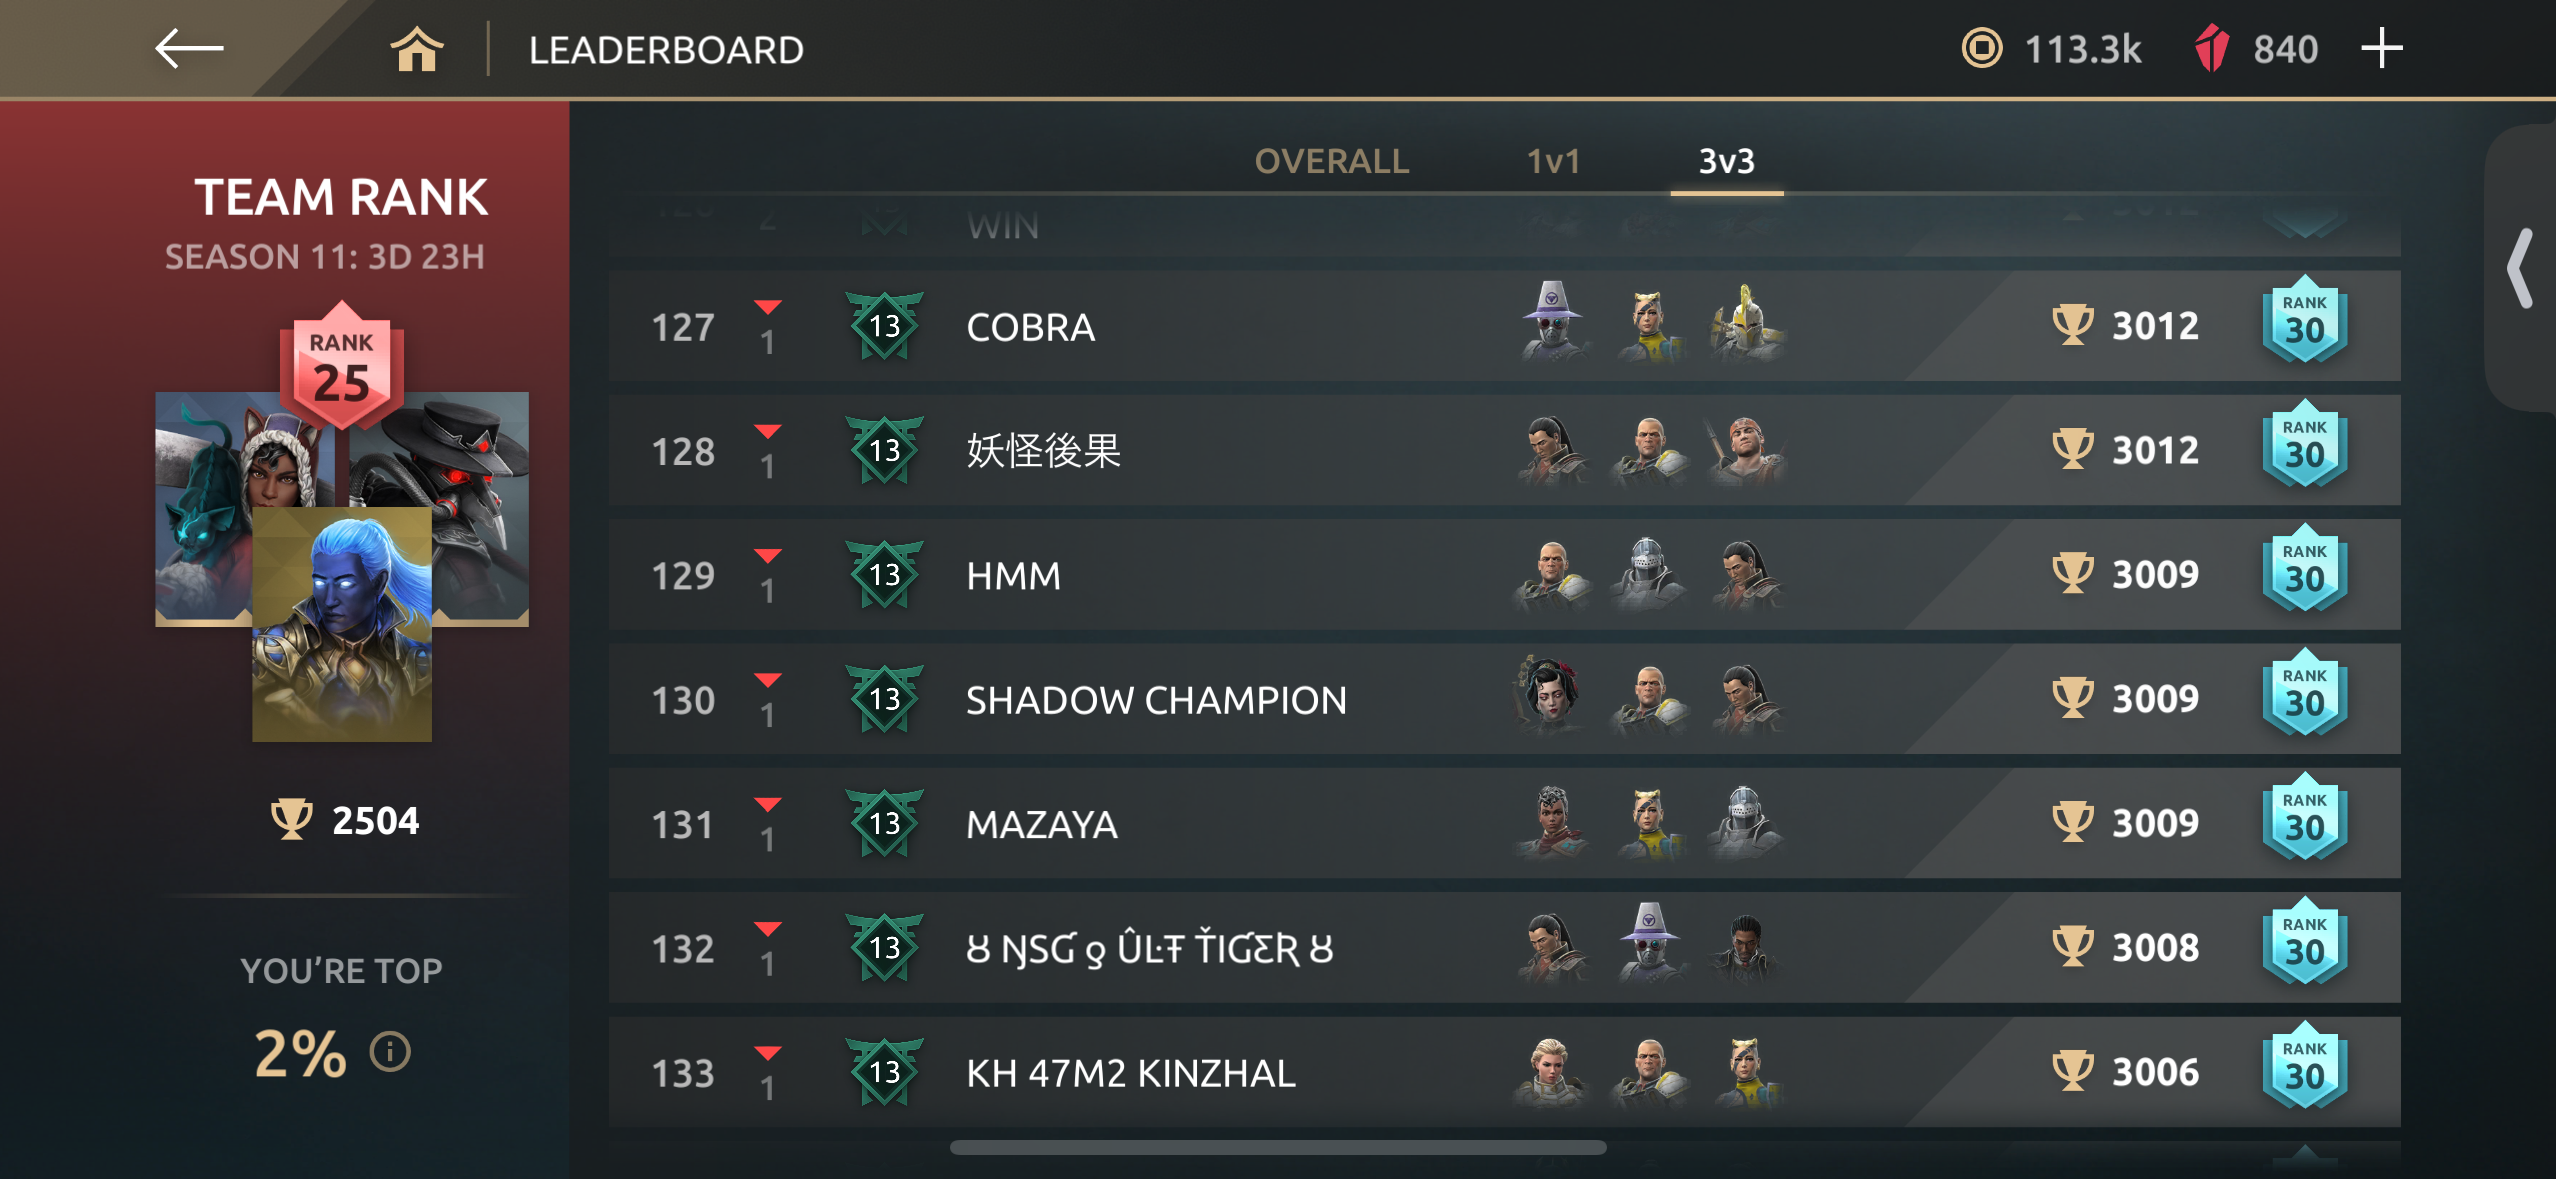 LEADERBOARD
113.3k
840
TEAM RANK
SEASON 11: 3D 23H
RANK
25
2504
YOU'RE TOP
2%
OVERALL 1v1 3v3
2 WIN
127 1 13 COBRA 3012 RANK 30
128 1 13 妖怪後果 3012 RANK 30
129 1 13 HMM 3009 RANK 30
130 1 13 SHADOW CHAMPION 3009 RANK 30
131 1 13 MAZAYA 3009 RANK 30
132 1 13 Ȣ ŊSƓ ƍ ÛĿŦ ŤIƓƸƦ Ȣ 3008 RANK 30
133 1 13 KH 47M2 KINZHAL 3006 RANK 30